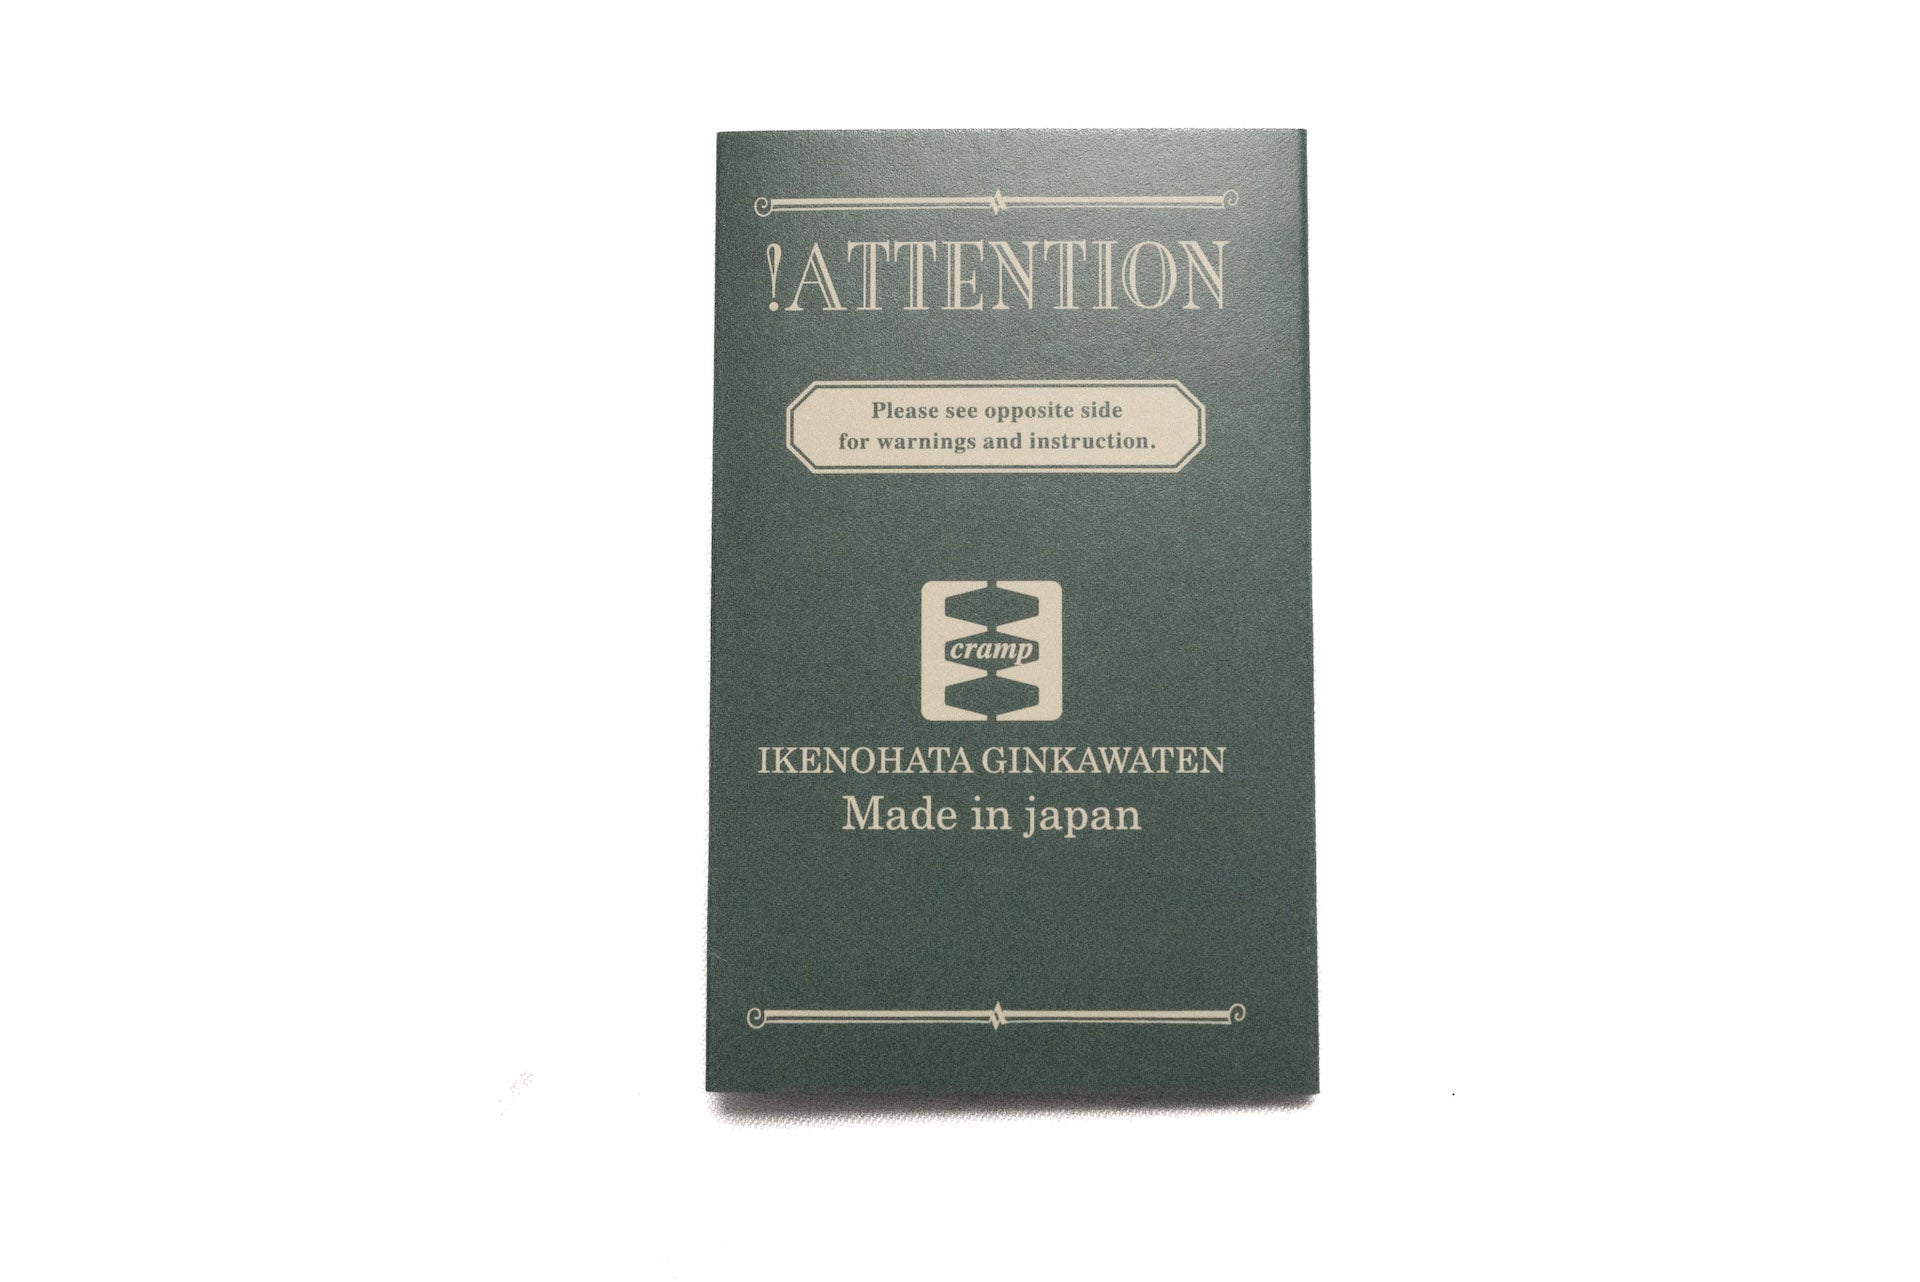 !ATTENTION
Please see opposite side
for warnings and instruction.
cramp
IKENOHATA GINKAWATEN
Made in japan